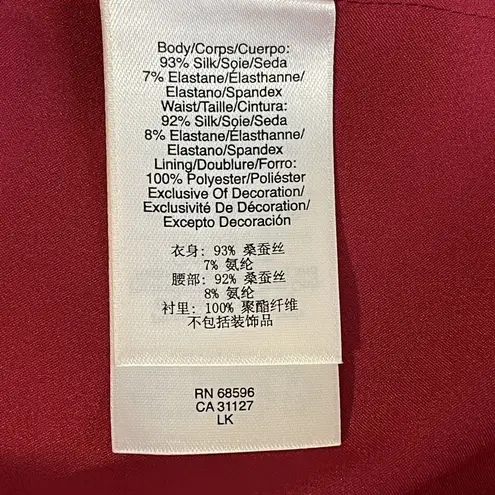 Body/Corps/Cuerpo:
93% Silk/Soie/Seda
7% Elastane/Élasthanne/
Elastano/Spandex
Waist/Taille/Cintura:
92% Silk/Soie/Seda
8% Elastane/Élasthanne/
Elastano/Spandex
Lining/Doublure/Forro:
100% Polyester/Poliéster
Exclusive Of Decoration/
Exclusivité De Décoration/
Excepto Decoración
衣身: 93% 桑蚕丝
7% 氨纶
腰部: 92% 桑蚕丝
8% 氨纶
衬里: 100% 聚酯纤维
不包括装饰品
RN 68596
CA 31127
LK